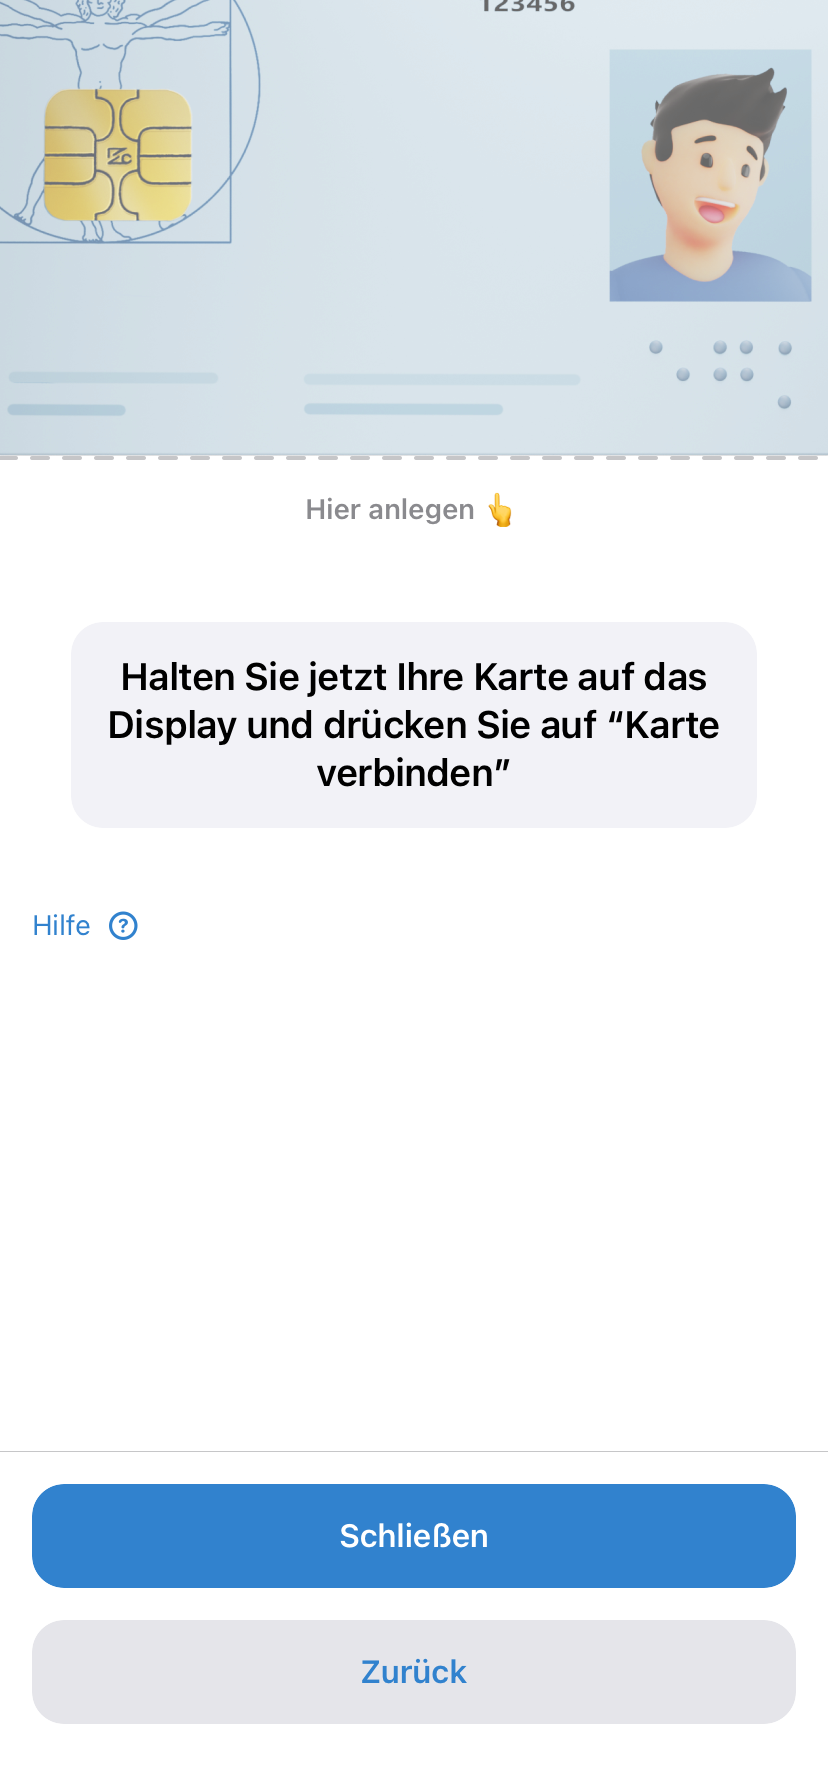 123456
Hier anlegen 👆
Halten Sie jetzt Ihre Karte auf das
Display und drücken Sie auf “Karte
verbinden”
Hilfe ?
Schließen
Zurück